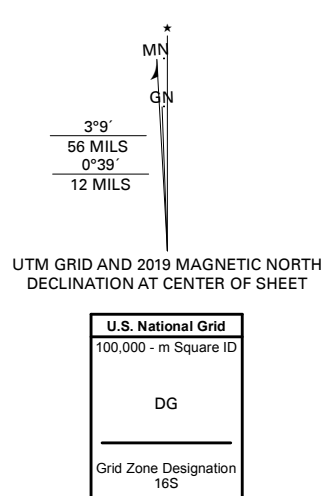 MN
GN
3°9´
56 MILS
0°39´
12 MILS
UTM GRID AND 2019 MAGNETIC NORTH
DECLINATION AT CENTER OF SHEET
U.S. National Grid
100,000 - m Square ID
DG
Grid Zone Designation
16S